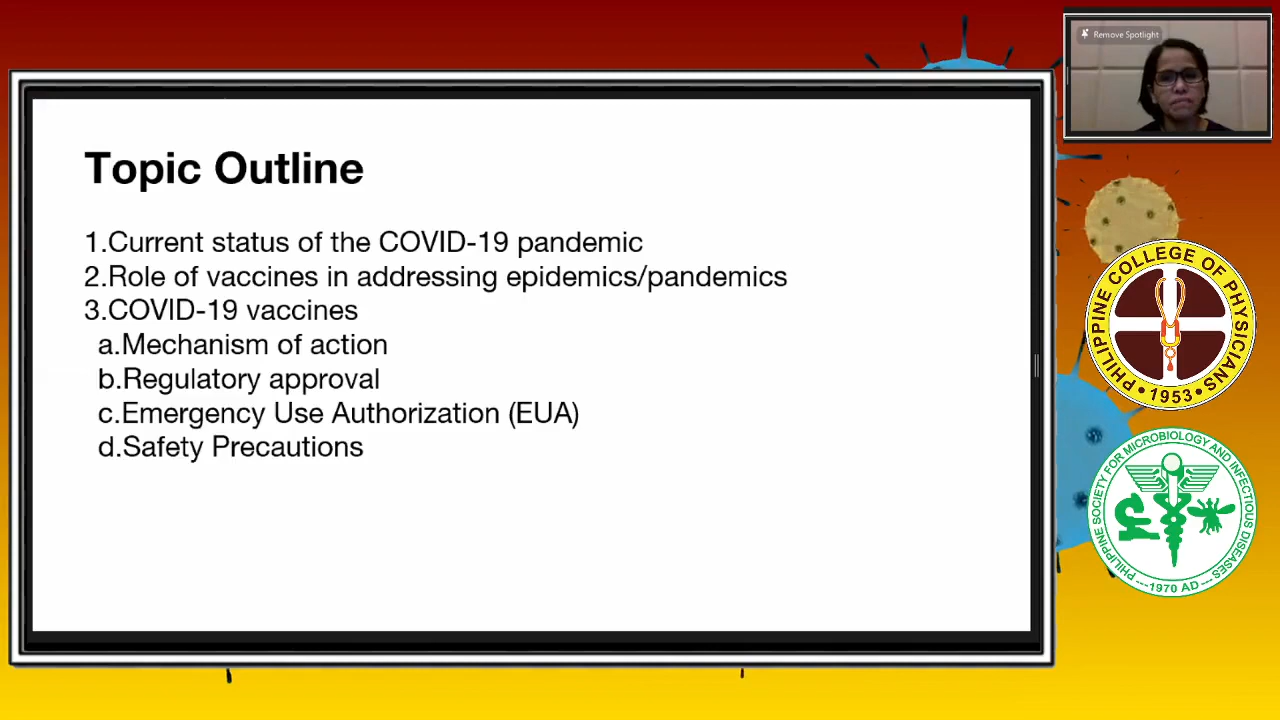 Remove Spotlight
Topic Outline
1.Current status of the COVID-19 pandemic
2.Role of vaccines in addressing epidemics/pandemics
3.COVID-19 vaccines
a.Mechanism of action
b.Regulatory approval
c.Emergency Use Authorization (EUA)
d.Safety Precautions
PHILIPPINE COLLEGE OF PHYSICIANS
• 1953 •
PHILIPPINE SOCIETY FOR MICROBIOLOGY AND INFECTIOUS DISEASES
---1970 AD---